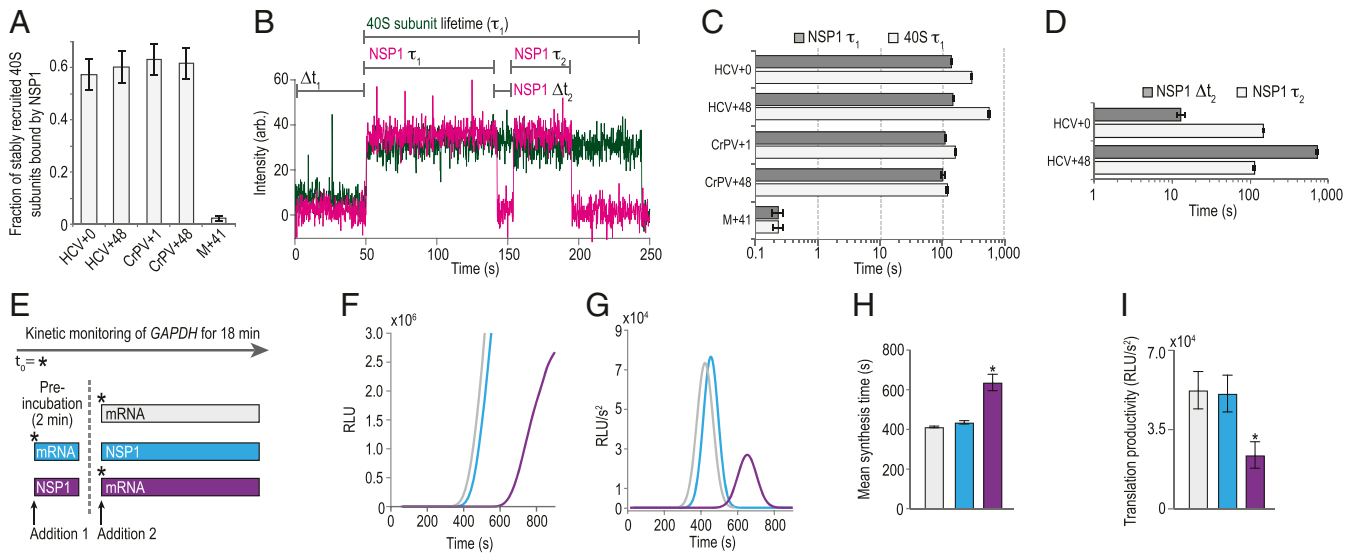 A
Fraction of stably recruited 40S
subunits bound by NSP1
0.6
0.4
0.2
0
HCV+0
HCV+48
CrPV+1
CrPV+48
M+41
B
40S subunit lifetime (τ1)
NSP1 τ1
NSP1 τ2
Δt1
NSP1 Δt2
Intensity (arb.)
60
40
20
0
0
50
100
150
200
250
Time (s)
C
NSP1 τ1
40S τ1
HCV+0
HCV+48
CrPV+1
CrPV+48
M+41
0.1
1
10
100
1,000
Time (s)
D
NSP1 Δt2
NSP1 τ2
HCV+0
HCV+48
1
10
100
1,000
Time (s)
E
Kinetic monitoring of GAPDH for 18 min
t0= *
Pre-
incubation
(2 min)
*
mRNA
*
mRNA
NSP1
*
NSP1
mRNA
Addition 1
Addition 2
F
x10⁶
RLU
3.0
2.5
2.0
1.5
1.0
0.5
0
0
200
400
600
800
Time (s)
G
x10⁴
RLU/s²
9
6
3
0
0
200
400
600
800
Time (s)
H
Mean synthesis time (s)
800
600
400
200
0
*
I
x10⁴
Translation productivity (RLU/s²)
7.0
3.5
0
*